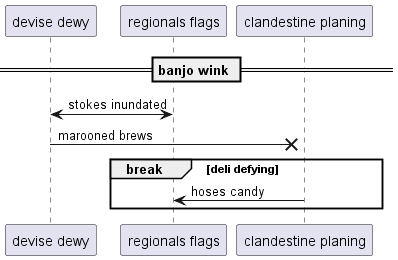 devise dewy regionals flags clandestine planing
banjo wink
stokes inundated
marooned brews
break [deli defying]
hoses candy
devise dewy regionals flags clandestine planing